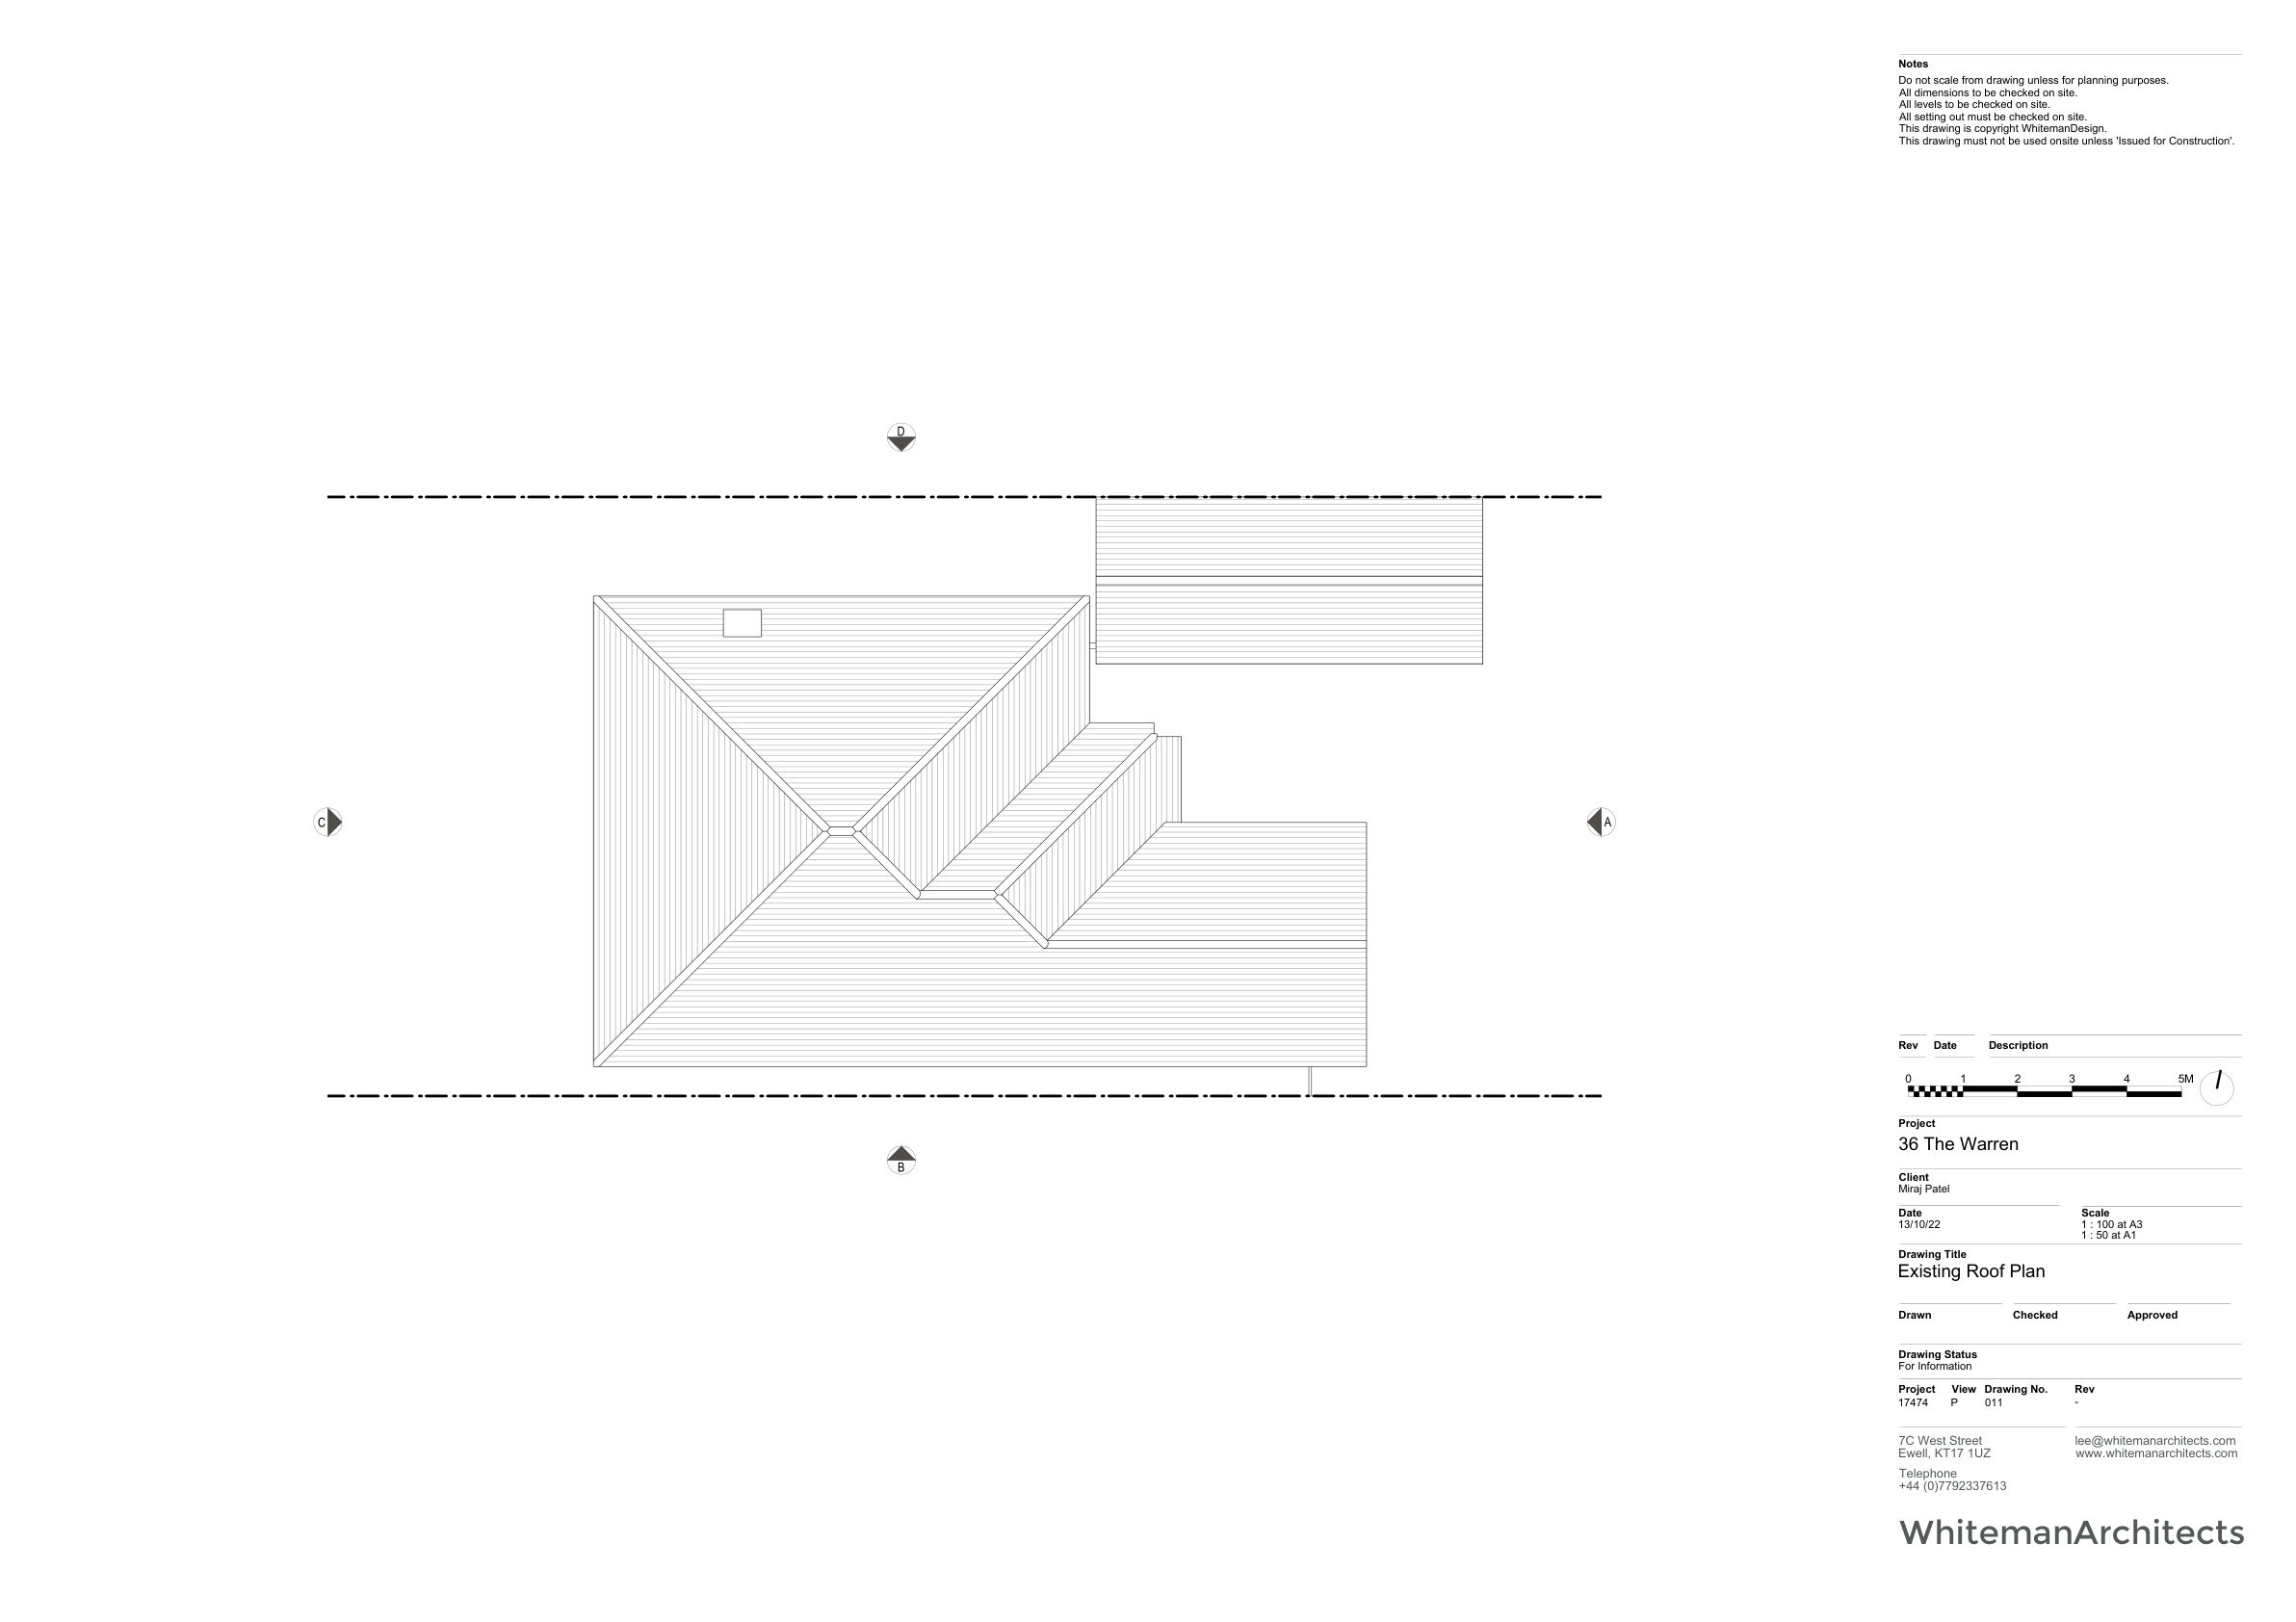 Notes
Do not scale from drawing unless for planning purposes.
All dimensions to be checked on site.
All levels to be checked on site.
All setting out must be checked on site.
This drawing is copyright WhitemanDesign.
This drawing must not be used onsite unless 'Issued for Construction'.
D
C
A
B
Rev Date Description
0 1 2 3 4 5M
Project
36 The Warren
Client
Miraj Patel
Date Scale
13/10/22 1 : 100 at A3
1 : 50 at A1
Drawing Title
Existing Roof Plan
Drawn Checked Approved
Drawing Status
For Information
Project View Drawing No. Rev
17474 P 011 -
7C West Street lee@whitemanarchitects.com
Ewell, KT17 1UZ www.whitemanarchitects.com
Telephone
+44 (0)7792337613
WhitemanArchitects